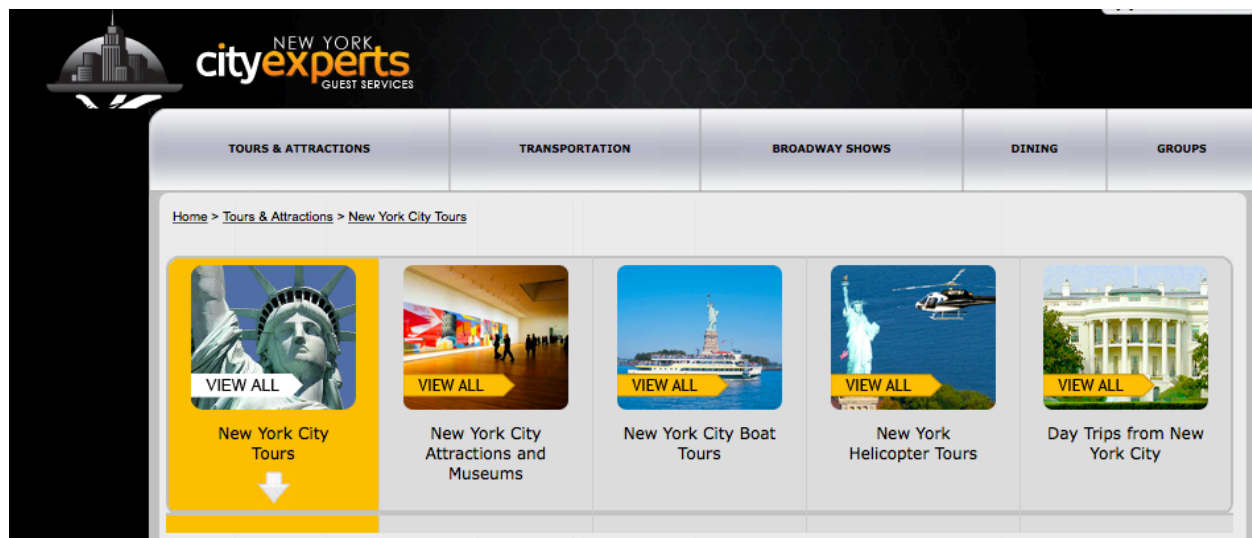 NEW YORK
cityexperts
GUEST SERVICES
TOURS & ATTRACTIONS
TRANSPORTATION
BROADWAY SHOWS
DINING
GROUPS
Home > Tours & Attractions > New York City Tours
VIEW ALL
New York City
Tours
VIEW ALL
New York City
Attractions and
Museums
VIEW ALL
New York City Boat
Tours
VIEW ALL
New York
Helicopter Tours
VIEW ALL
Day Trips from New
York City